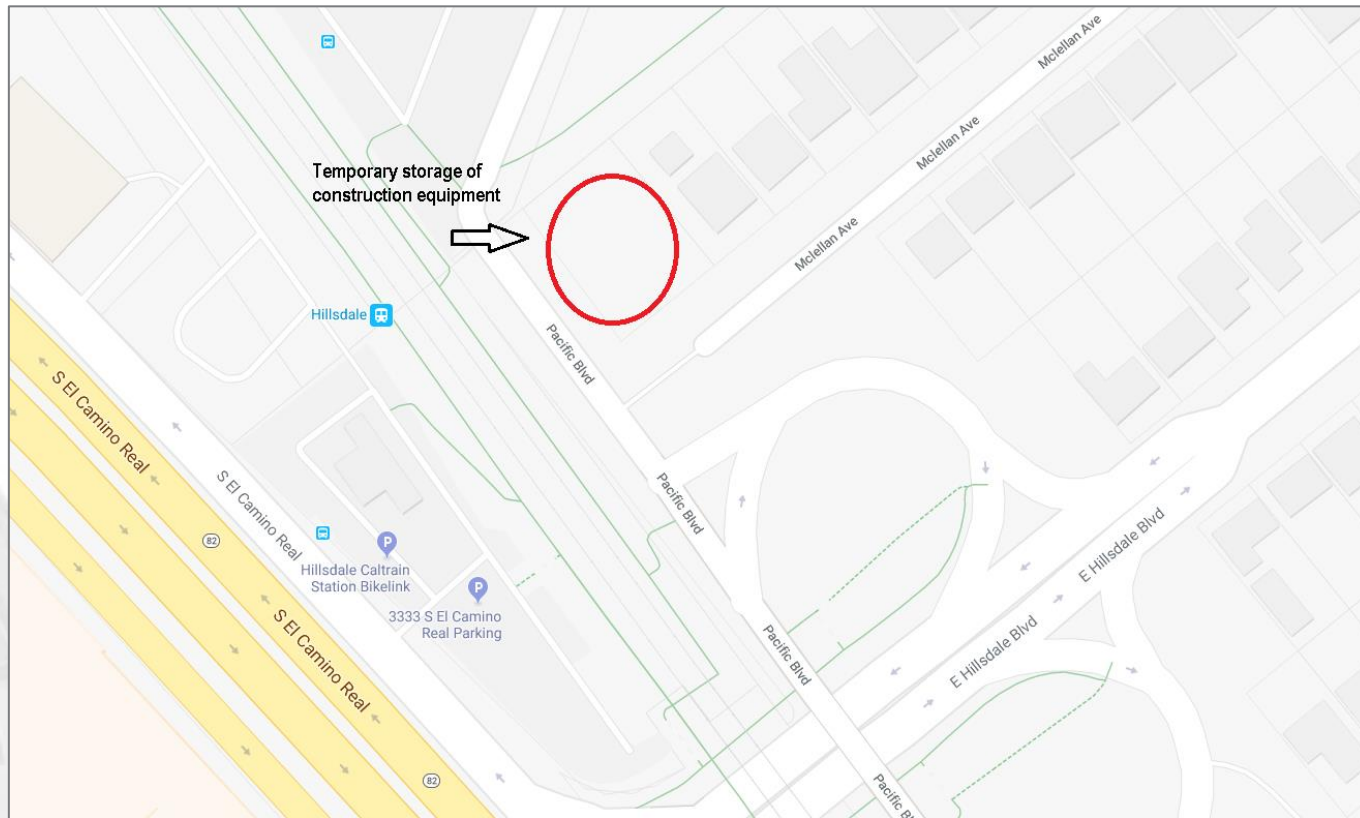 Mclellan Ave
Mclellan Ave
Mclellan Ave
Temporary storage of
construction equipment
Hillsdale
Pacific Blvd
S El Camino Real
S El Camino Real
S El Camino Real
82
Hillsdale Caltrain
Station Bikelink
P
P
3333 S El Camino
Real Parking
Pacific Blvd
E Hillsdale Blvd
E Hillsdale Blvd
Pacific Blvd
82
Pacific B